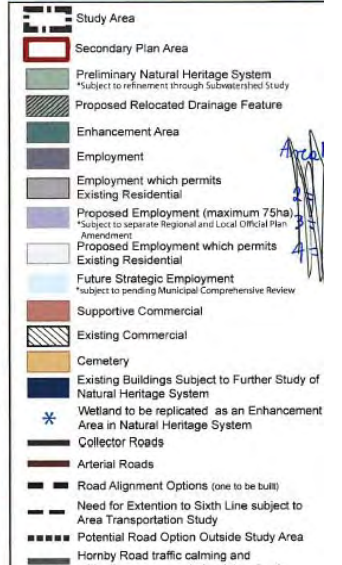 Study Area
Secondary Plan Area
Preliminary Natural Heritage System
*Subject to refinement through Subwatershed Study
Proposed Relocated Drainage Feature
Enhancement Area
Employment
Employment which permits
Existing Residential
Proposed Employment (maximum 75ha)
*Subject to separate Regional and Local Official Plan
Amendment
Proposed Employment which permits
Existing Residential
Future Strategic Employment
*subject to pending Municipal Comprehensive Review
Supportive Commercial
Existing Commercial
Cemetery
Existing Buildings Subject to Further Study of
Natural Heritage System
Wetland to be replicated as an Enhancement
Area in Natural Heritage System
Collector Roads
Arterial Roads
Road Alignment Options (one to be built)
Need for Extention to Sixth Line subject to
Area Transportation Study
Potential Road Option Outside Study Area
Hornby Road traffic calming and
Area
2 =
3 =
4 =